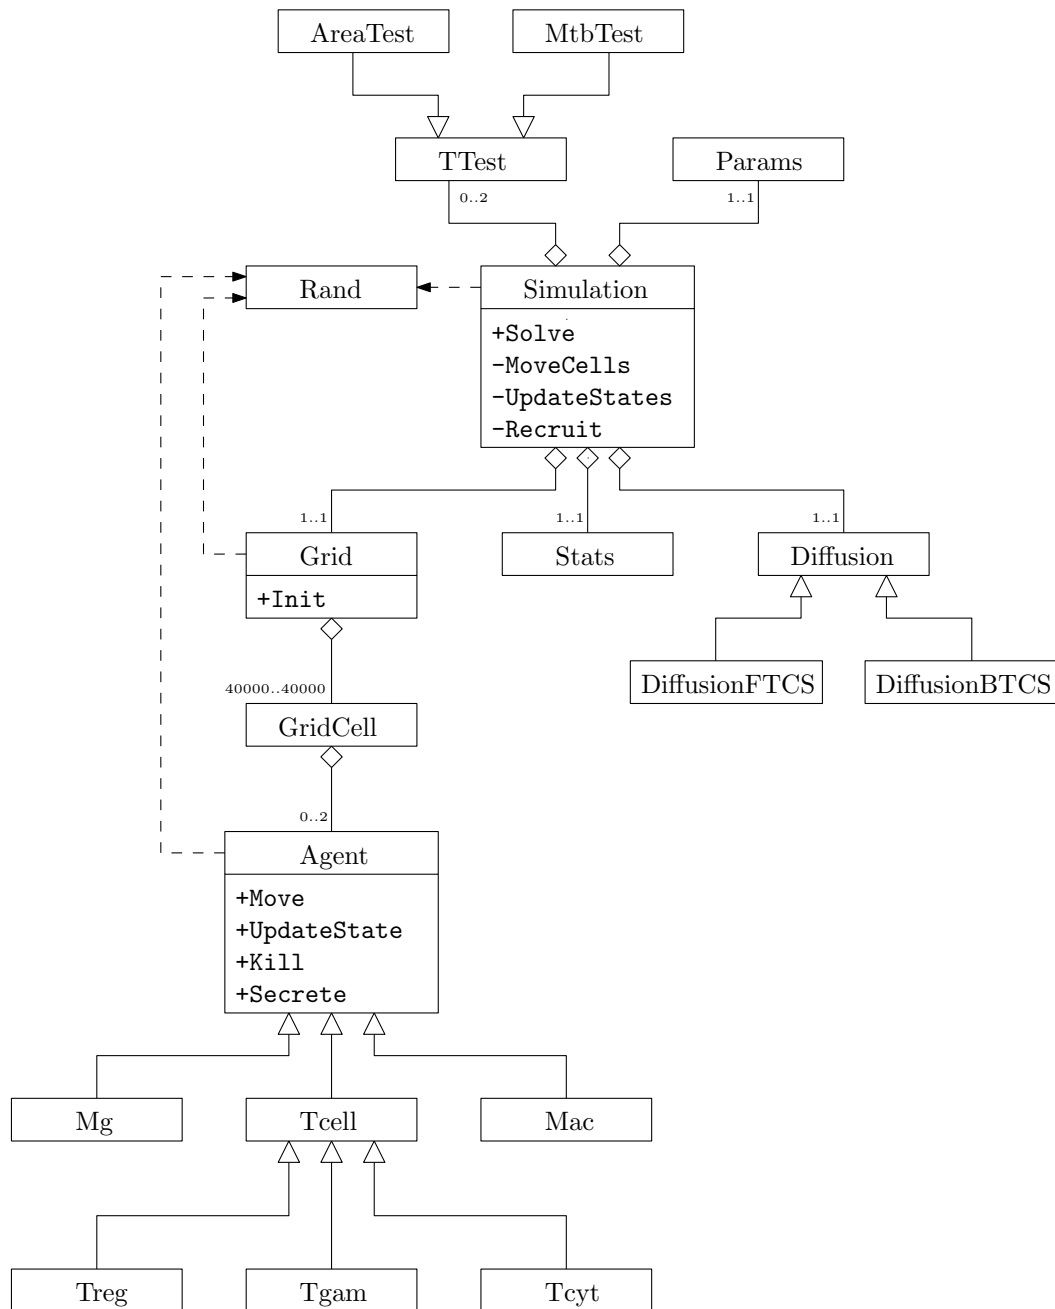 AreaTest
MtbTest
TTest
Params
0..2
1..1
Rand
Simulation
+Solve
-MoveCells
-UpdateStates
-Recruit
1..1
1..1
1..1
Grid
Stats
Diffusion
+Init
DiffusionFTCS
DiffusionBTCS
40000..40000
GridCell
0..2
Agent
+Move
+UpdateState
+Kill
+Secrete
Mg
Tcell
Mac
Treg
Tgam
Tcyt